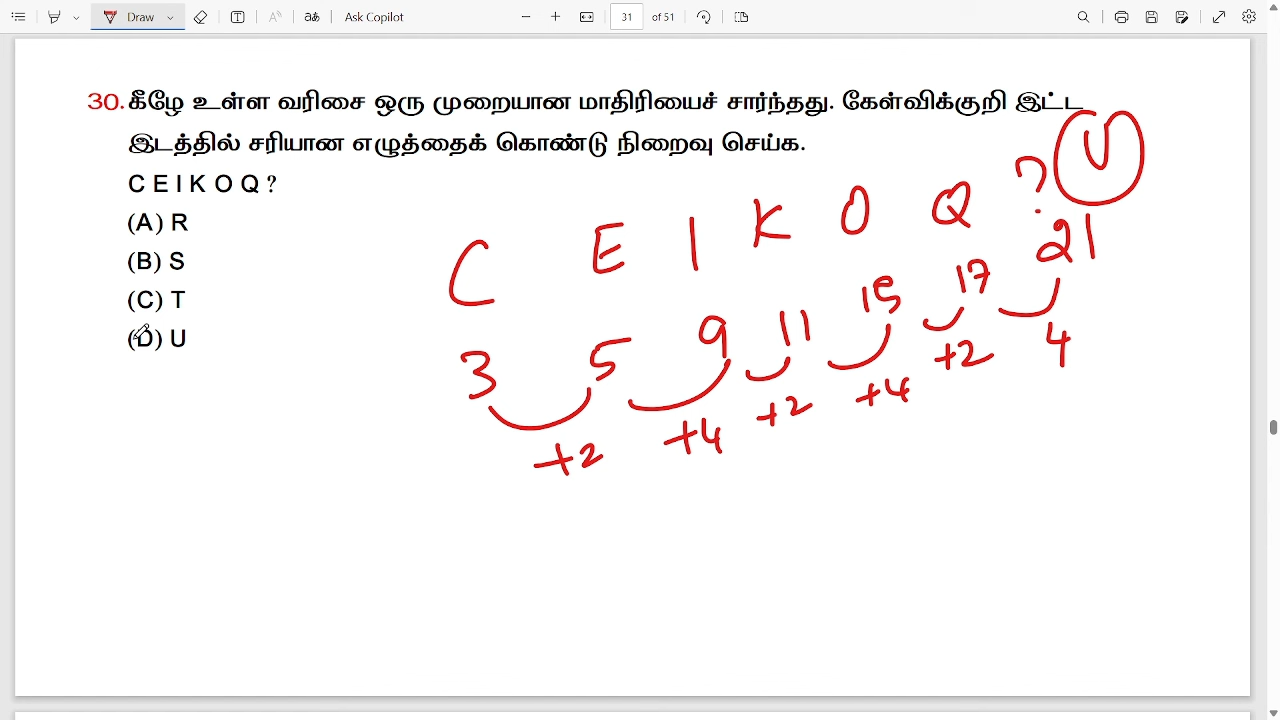 Draw
Ask Copilot
31 of 51
30. கீழே உள்ள வரிசை ஒரு முறையான மாதிரியைச் சார்ந்தது. கேள்விக்குறி இட்ட
இடத்தில் சரியான எழுத்தைக் கொண்டு நிறைவு செய்க.
C E I K O Q ?
(A) R
(B) S
(C) T
(D) U
C E I K O Q ? U
3 5 9 11 15 17 21
+2 +4 +2 +4 +2 4